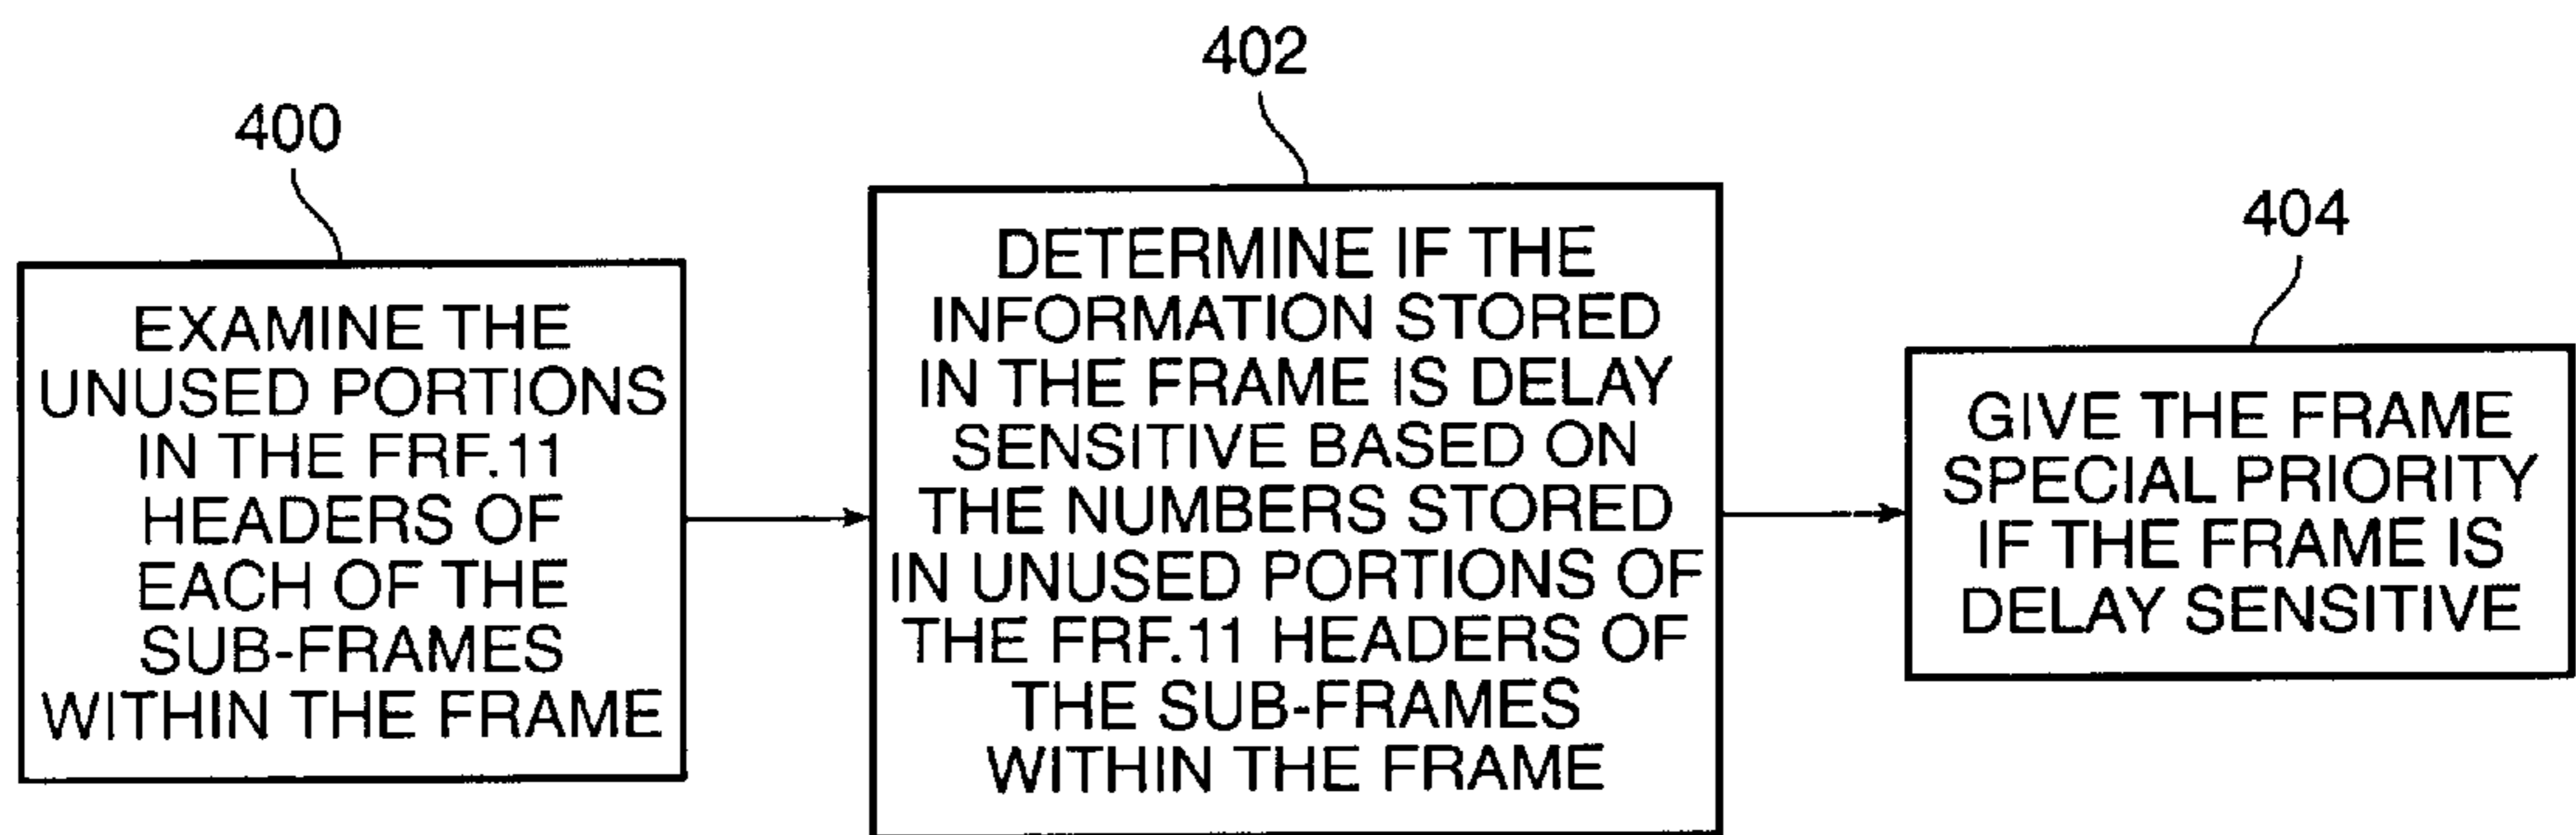 400
EXAMINE THE
UNUSED PORTIONS
IN THE FRF.11
HEADERS OF
EACH OF THE
SUB-FRAMES
WITHIN THE FRAME
402
DETERMINE IF THE
INFORMATION STORED
IN THE FRAME IS DELAY
SENSITIVE BASED ON
THE NUMBERS STORED
IN UNUSED PORTIONS OF
THE FRF.11 HEADERS OF
THE SUB-FRAMES
WITHIN THE FRAME
404
GIVE THE FRAME
SPECIAL PRIORITY
IF THE FRAME IS
DELAY SENSITIVE